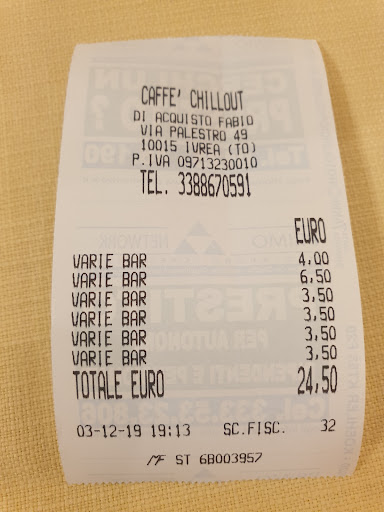 CAFFE' CHILLOUT
DI ACQUISTO FABIO
VIA PALESTRO 49
10015 IVREA (TO)
P.IVA 09713230010
TEL. 3388670591
EURO
VARIE BAR 4,00
VARIE BAR 6,50
VARIE BAR 3,50
VARIE BAR 3,50
VARIE BAR 3,50
VARIE BAR 3,50
TOTALE EURO 24,50
03-12-19 19:13 SC.FISC. 32
MF ST 6B003957